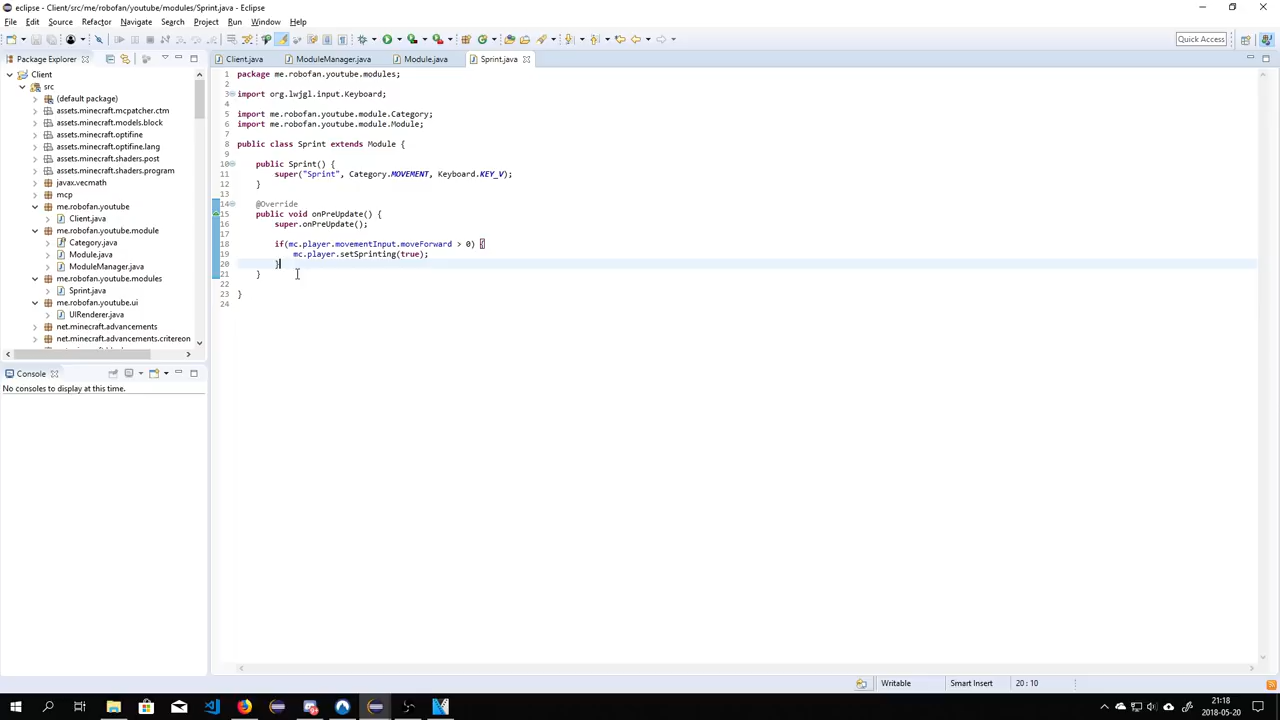 eclipse - Client/src/me/robofan/youtube/modules/Sprint.java - Eclipse
File Edit Source Refactor Navigate Search Project Run Window Help
Quick Access
Package Explorer
Client.java ModuleManager.java Module.java Sprint.java
Client
src
(default package)
assets.minecraft.mcpatcher.ctm
assets.minecraft.models.block
assets.minecraft.optifine
assets.minecraft.optifine.lang
assets.minecraft.shaders.post
assets.minecraft.shaders.program
javax.vecmath
mcp
me.robofan.youtube
Client.java
me.robofan.youtube.module
Category.java
Module.java
ModuleManager.java
me.robofan.youtube.modules
Sprint.java
me.robofan.youtube.ui
UIRenderer.java
net.minecraft.advancements
net.minecraft.advancements.critereon
Console
No consoles to display at this time.
1 package me.robofan.youtube.modules;
2
3 import org.lwjgl.input.Keyboard;
4
5 import me.robofan.youtube.module.Category;
6 import me.robofan.youtube.module.Module;
7
8 public class Sprint extends Module {
9
10 public Sprint() {
11 super("Sprint", Category.MOVEMENT, Keyboard.KEY_V);
12 }
13
14 @Override
15 public void onPreUpdate() {
16 super.onPreUpdate();
17
18 if(mc.player.movementInput.moveForward > 0) {
19 mc.player.setSprinting(true);
20 }
21 }
22
23 }
24
Writable Smart Insert 20 : 10
21:18
2018-05-20